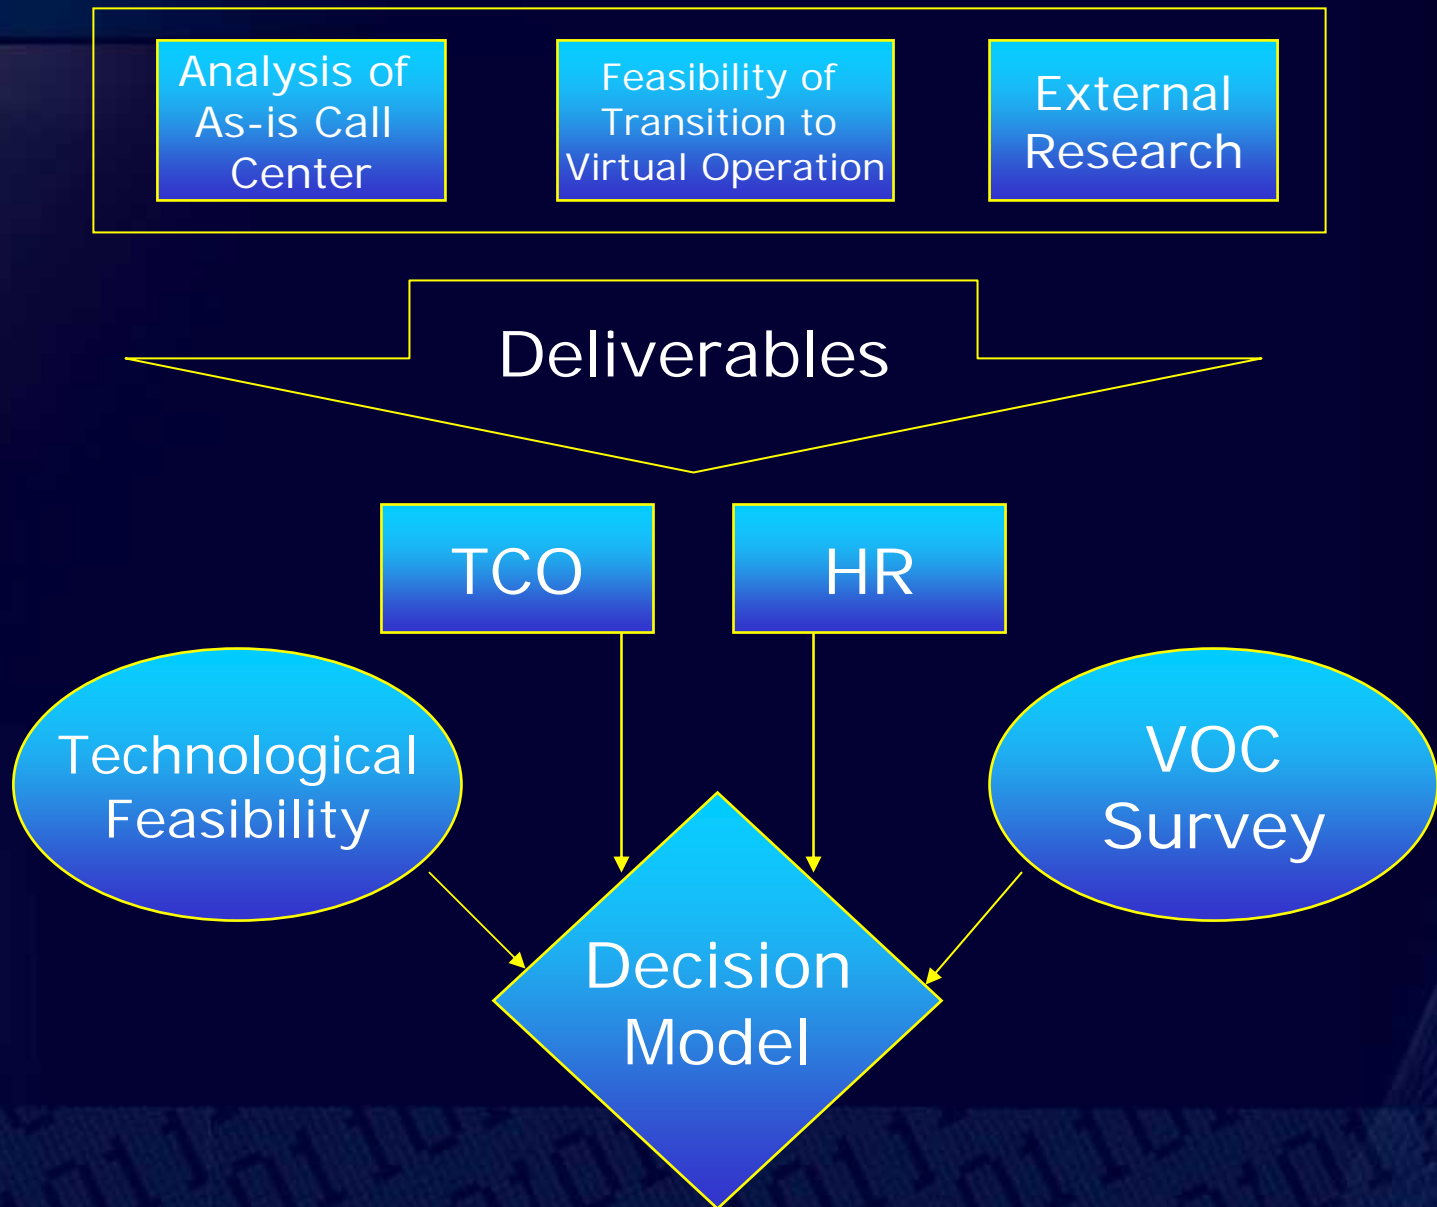 Analysis of
As-is Call
Center
Feasibility of
Transition to
Virtual Operation
External
Research
Deliverables
TCO
HR
Technological
Feasibility
VOC
Survey
Decision
Model